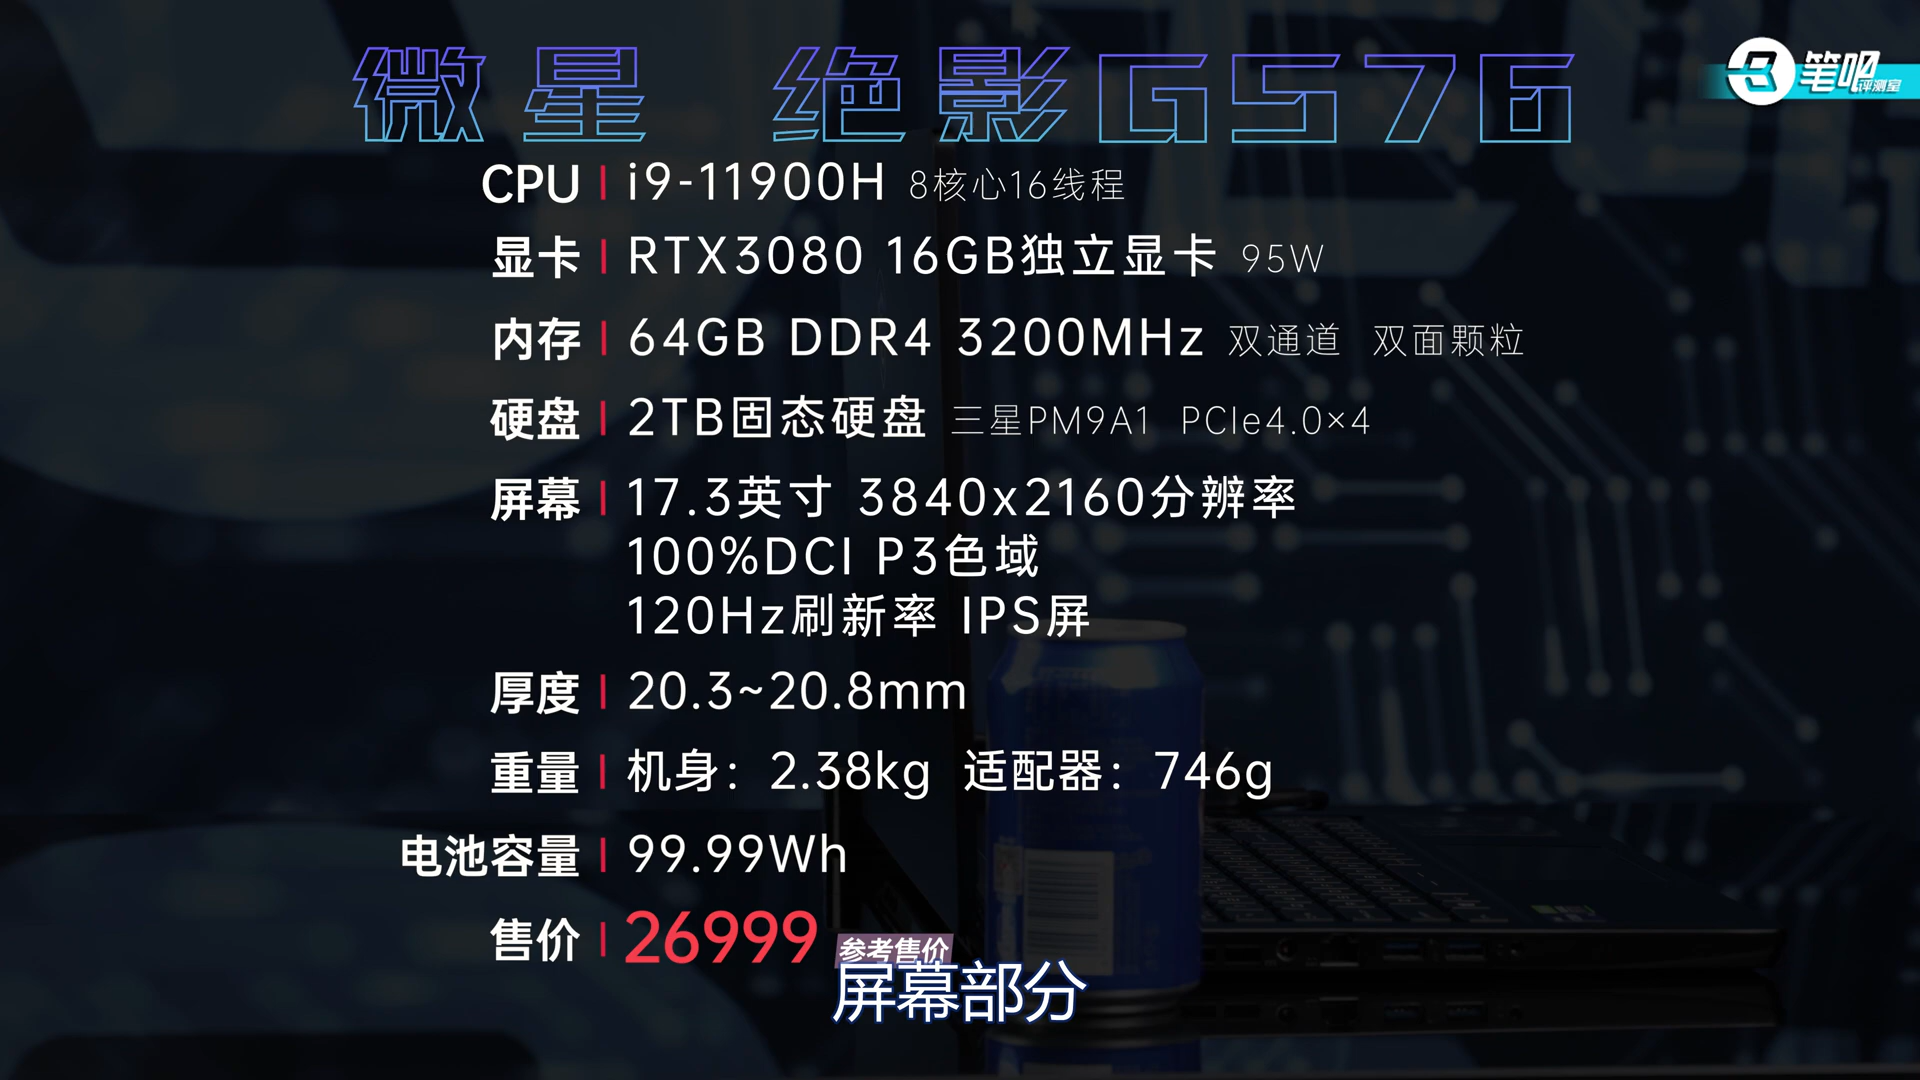 微星 绝影GS76
笔吧评测室
CPU i9-11900H 8核心16线程
显卡 RTX3080 16GB独立显卡 95W
内存 64GB DDR4 3200MHz 双通道 双面颗粒
硬盘 2TB固态硬盘 三星PM9A1 PCIe4.0×4
屏幕 17.3英寸 3840x2160分辨率
100%DCI P3色域
120Hz刷新率 IPS屏
厚度 20.3~20.8mm
重量 机身：2.38kg 适配器：746g
电池容量 99.99Wh
售价 26999 参考售价
屏幕部分